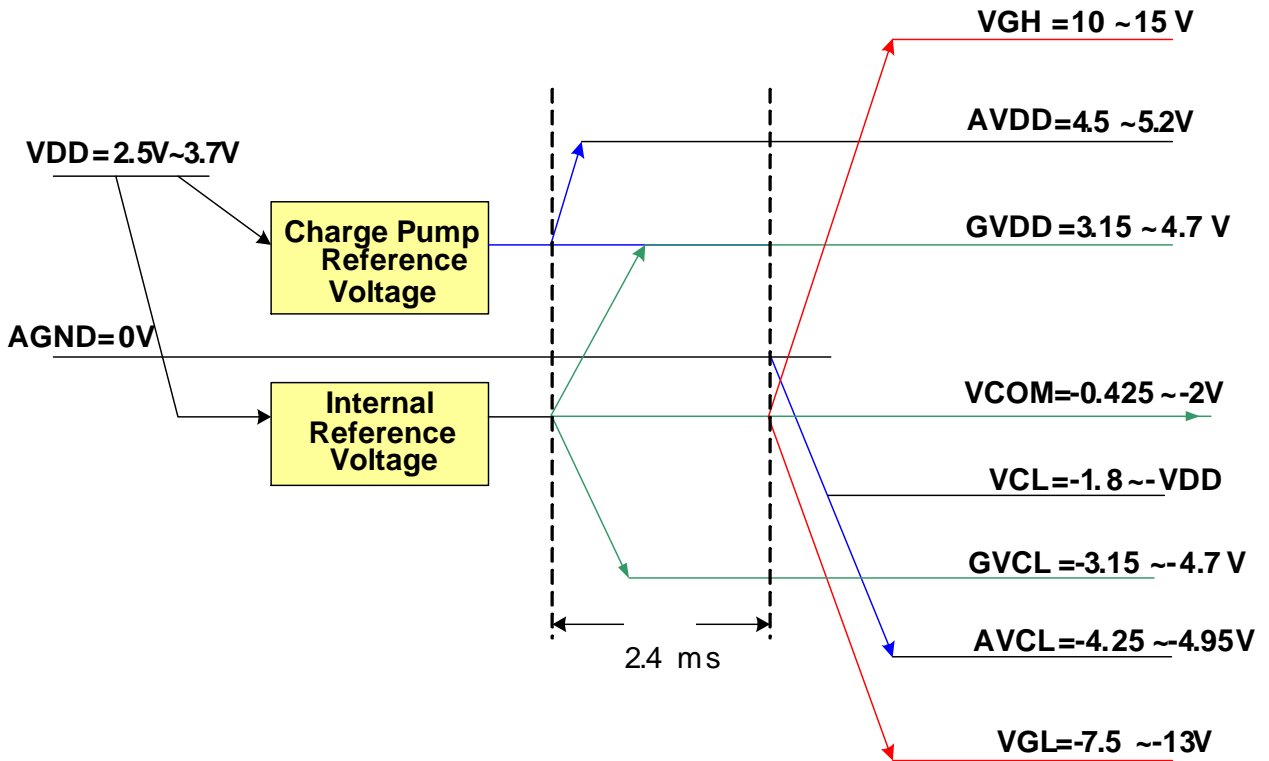 VGH =10 ~15 V
AVDD=4.5 ~5.2V
VDD=2.5V~3.7V
Charge Pump
Reference
Voltage
GVDD=3.15 ~4.7 V
AGND=0V
Internal
Reference
Voltage
VCOM=-0.425 ~-2V
VCL=-1.8~-VDD
GVCL =-3.15 ~-4.7 V
AVCL=-4.25 ~-4.95V
2.4 ms
VGL=-7.5 ~-13V